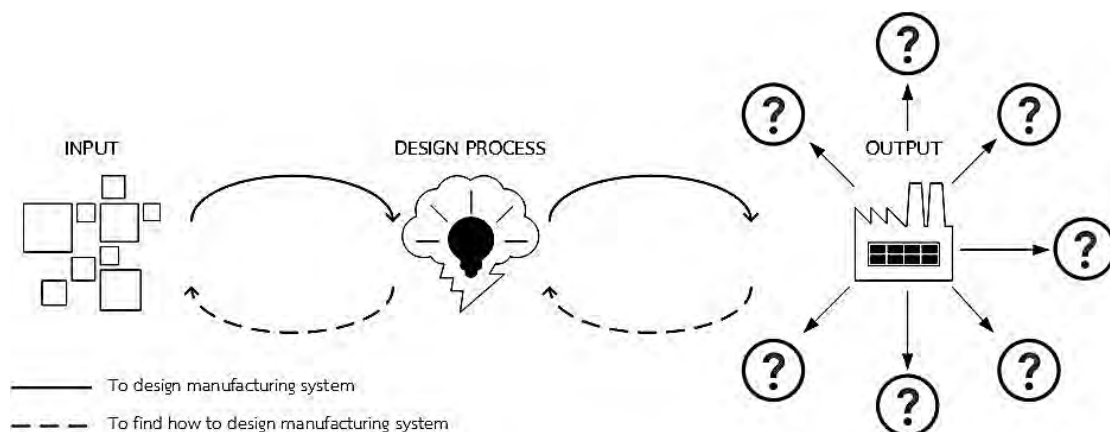 INPUT
DESIGN PROCESS
OUTPUT
?
?
?
?
?
?
?
To design manufacturing system
To find how to design manufacturing system